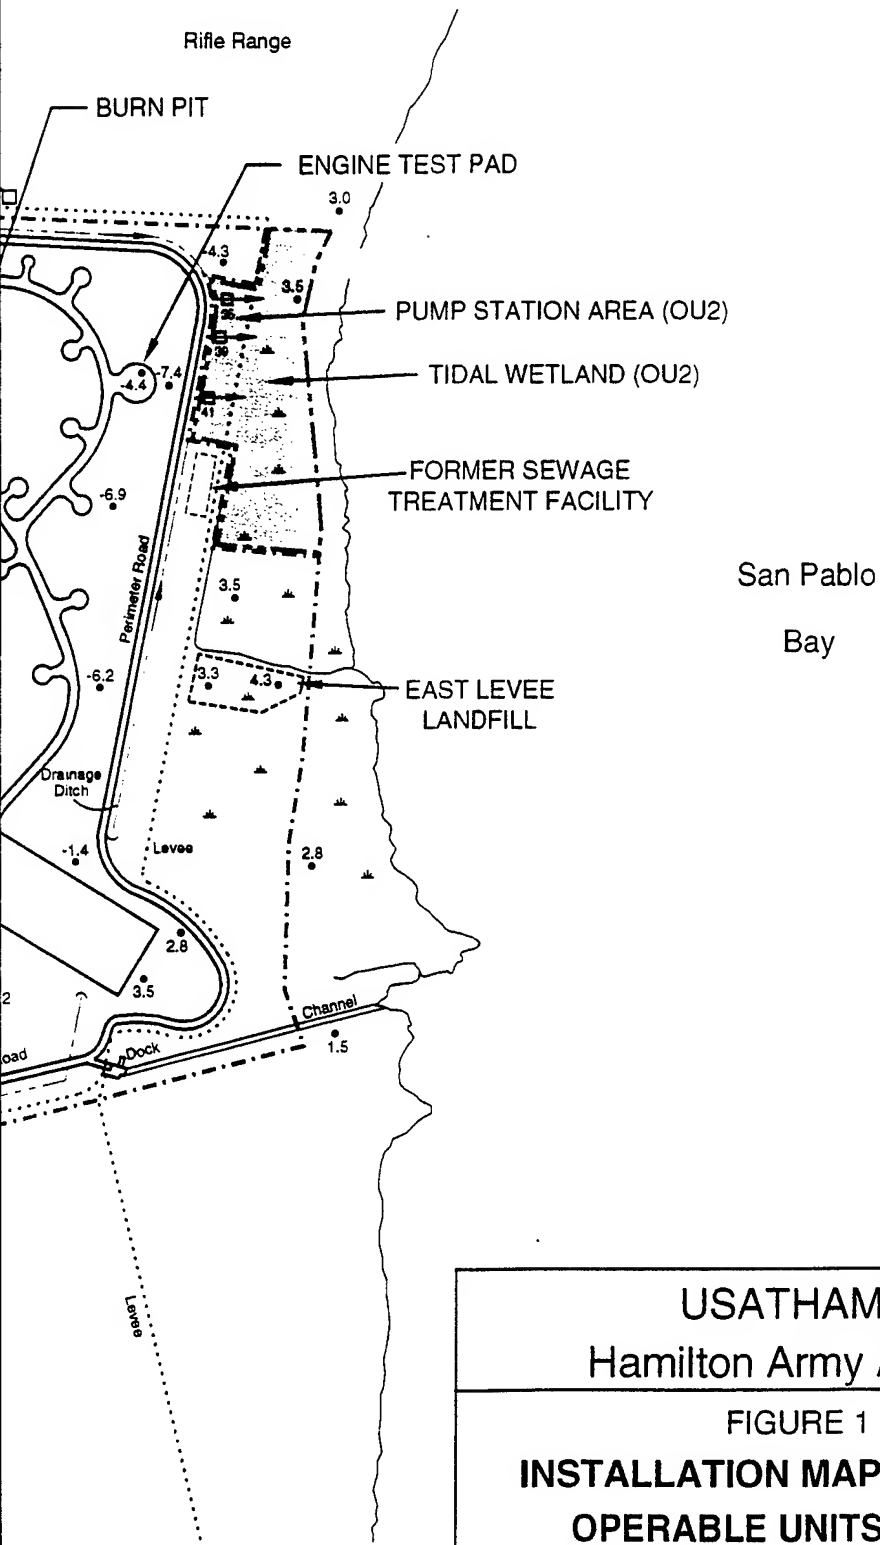 Rifle Range
BURN PIT
ENGINE TEST PAD
3.0
-4.3
3.5
PUMP STATION AREA (OU2)
39
-7.4
-4.4
TIDAL WETLAND (OU2)
41
FORMER SEWAGE
TREATMENT FACILITY
-6.9
Perimeter Road
San Pablo
Bay
3.5
3.3
4.3
-6.2
EAST LEVEE
LANDFILL
Drainage
Ditch
Levee
-1.4
2.8
2.8
3.5
2
Channel
1.5
oad
Dock
Levee
USATHAM
Hamilton Army
FIGURE 1
INSTALLATION MAP
OPERABLE UNITS